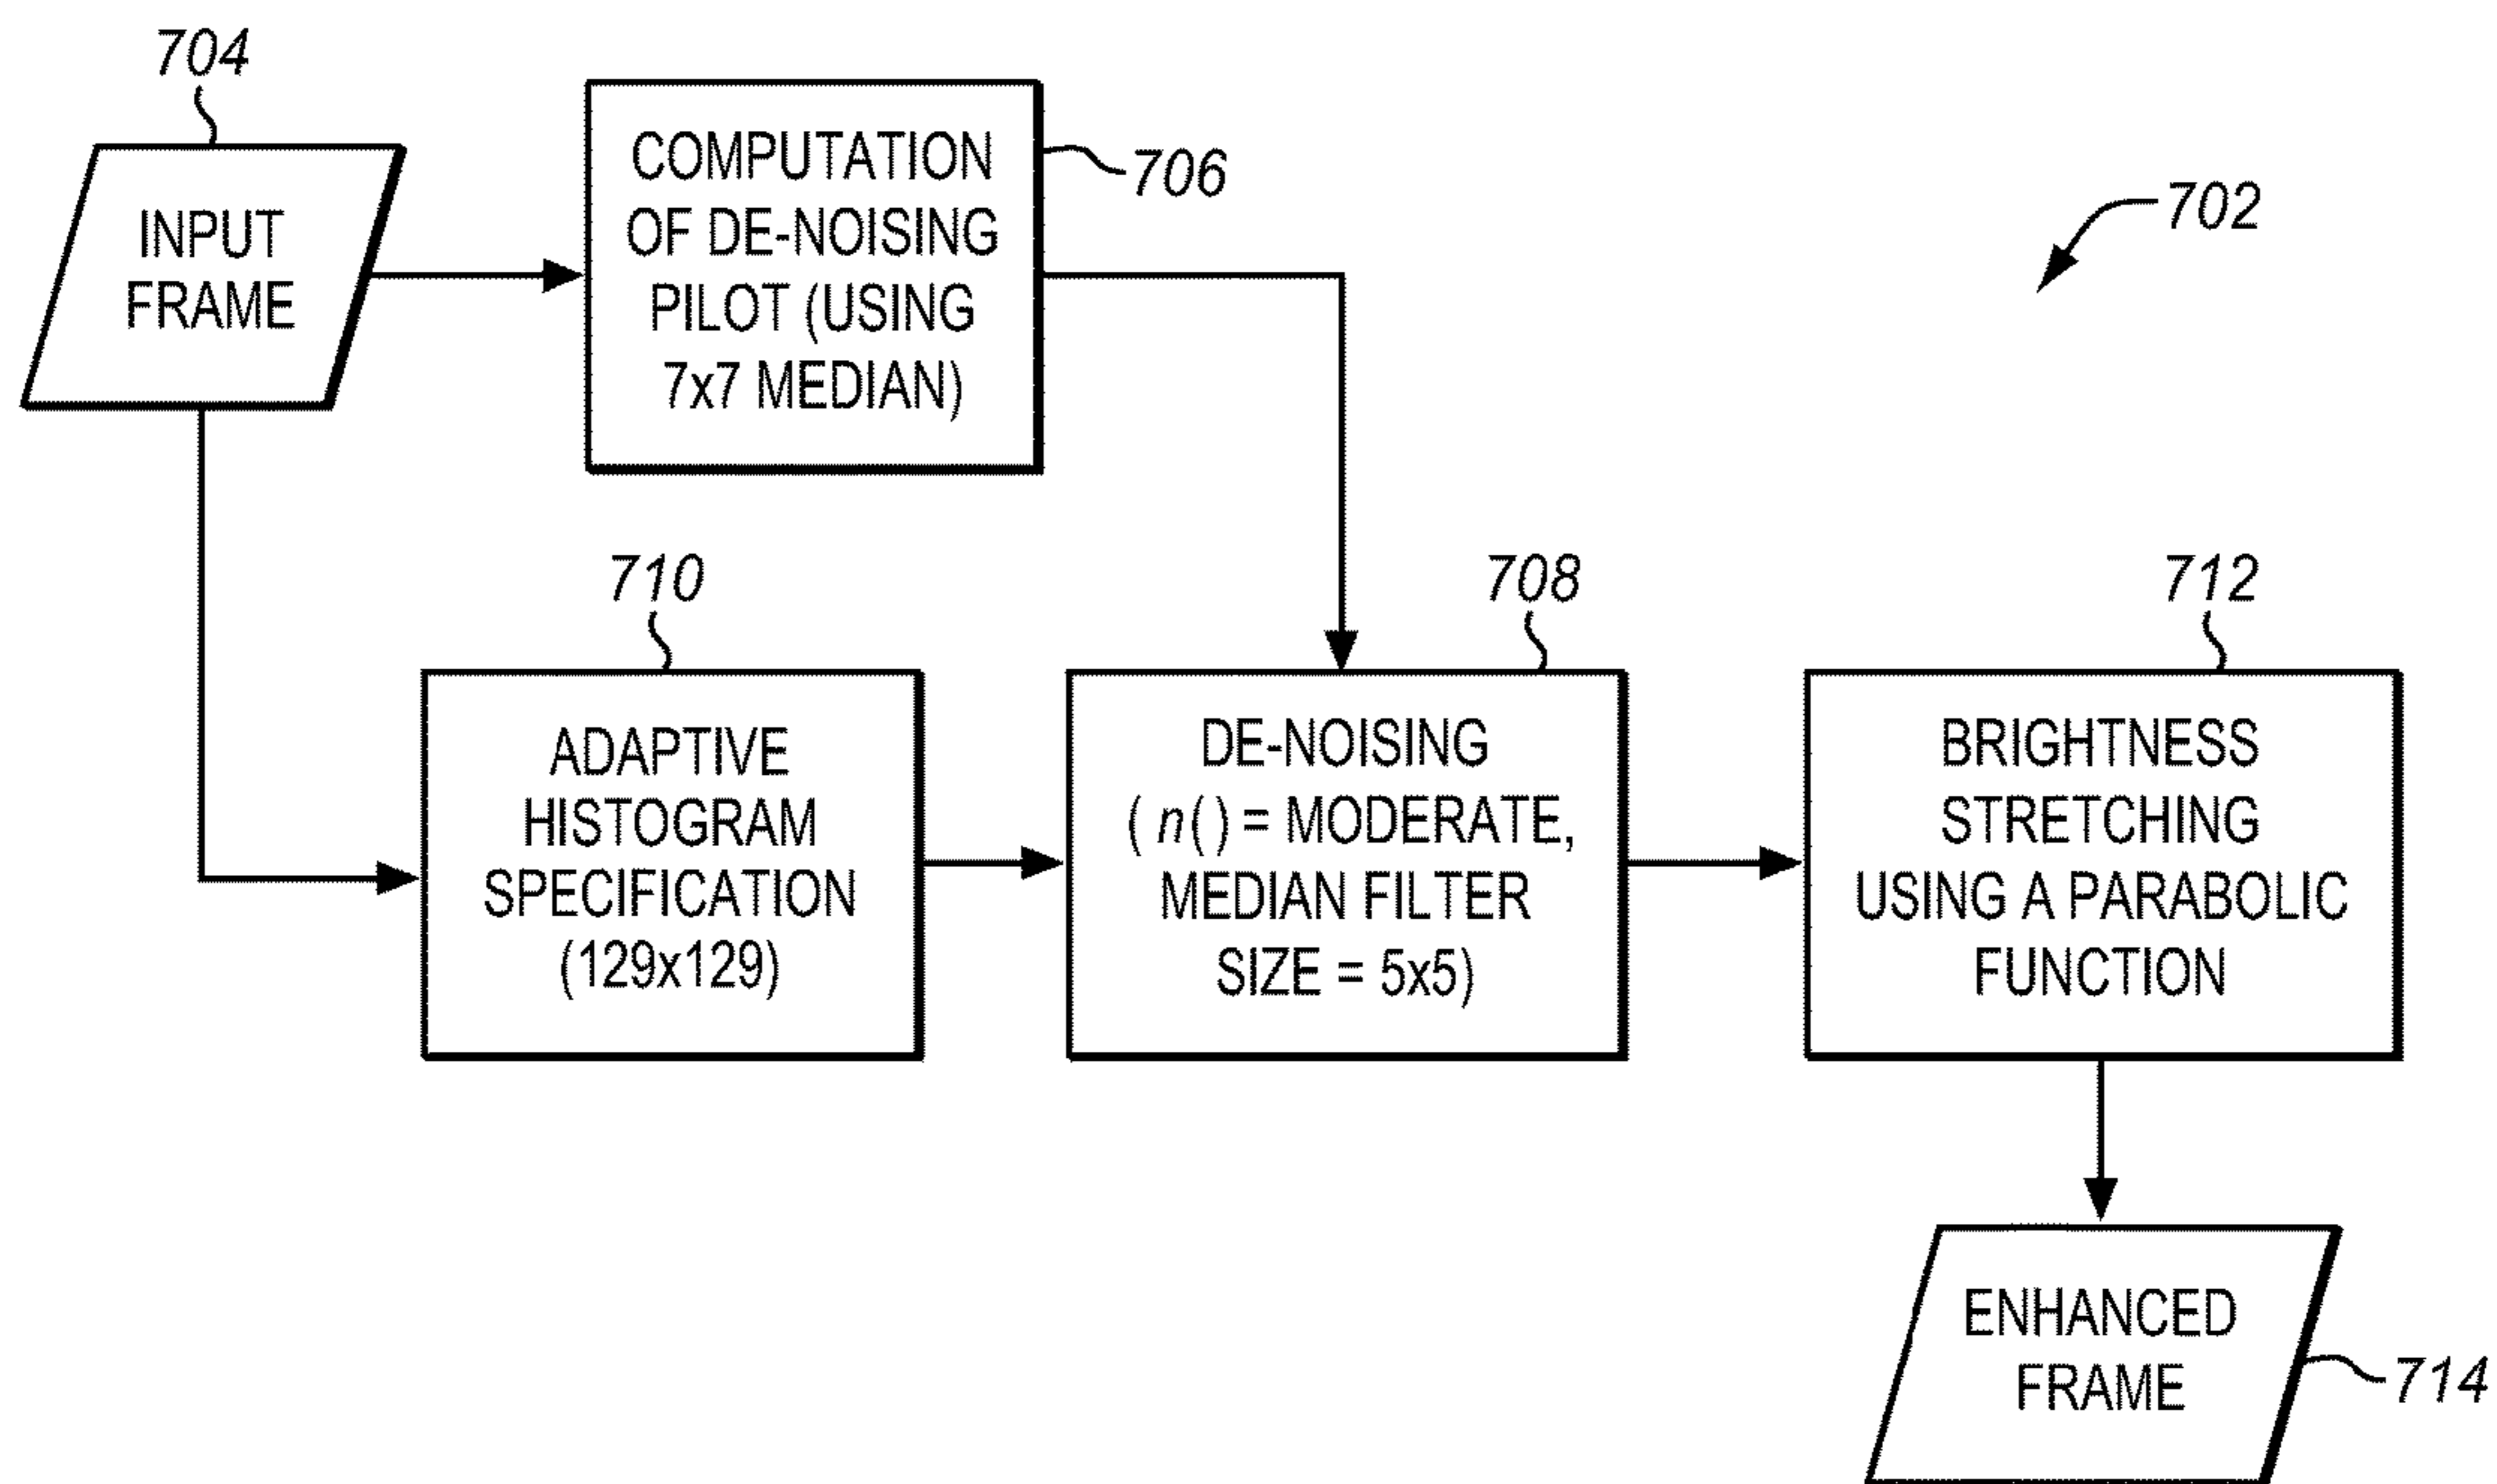 704
INPUT
FRAME
COMPUTATION
OF DE-NOISING
PILOT (USING
7x7 MEDIAN)
706
702
710
ADAPTIVE
HISTOGRAM
SPECIFICATION
(129x129)
708
DE-NOISING
( n( ) = MODERATE,
MEDIAN FILTER
SIZE = 5x5)
712
BRIGHTNESS
STRETCHING
USING A PARABOLIC
FUNCTION
ENHANCED
FRAME
714